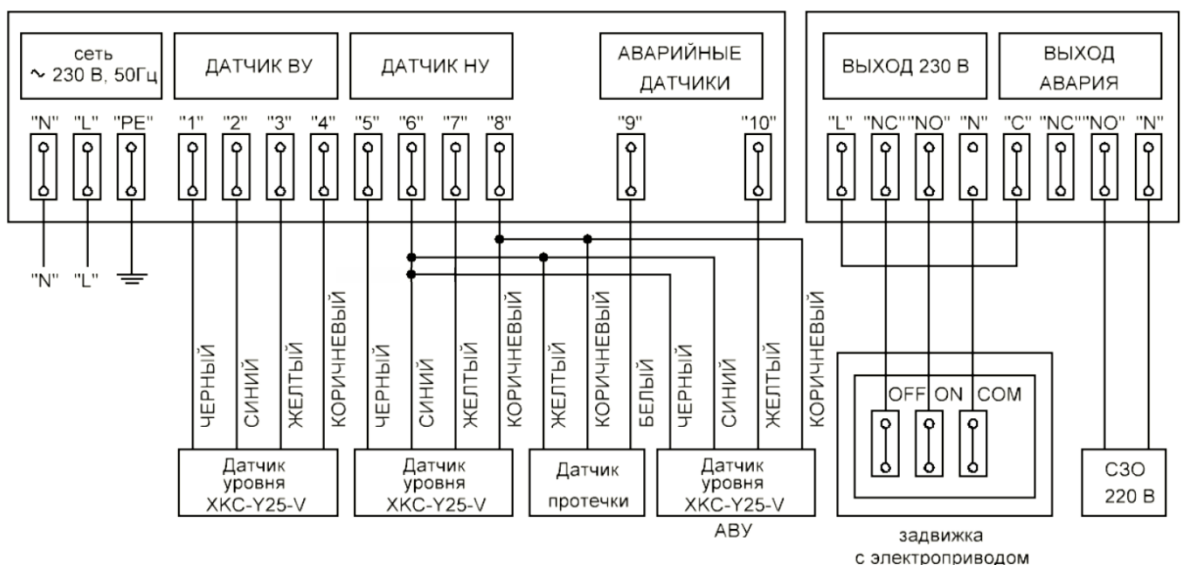 сеть
~ 230 В, 50Гц
ДАТЧИК ВУ
ДАТЧИК НУ
АВАРИЙНЫЕ
ДАТЧИКИ
ВЫХОД 230 В
ВЫХОД
АВАРИЯ
"N" "L" "PE" "1" "2" "3" "4" "5" "6" "7" "8" "9" "10" "L" "NC" "NO" "N" "C" "NC" "NO" "N"
"N" "L"
ЧЕРНЫЙ
СИНИЙ
ЖЕЛТЫЙ
КОРИЧНЕВЫЙ
ЧЕРНЫЙ
СИНИЙ
ЖЕЛТЫЙ
КОРИЧНЕВЫЙ
ЖЕЛТЫЙ
КОРИЧНЕВЫЙ
БЕЛЫЙ
ЧЕРНЫЙ
СИНИЙ
ЖЕЛТЫЙ
КОРИЧНЕВЫЙ
OFF ON COM
Датчик
уровня
XKC-Y25-V
Датчик
уровня
XKC-Y25-V
Датчик
протечки
Датчик
уровня
XKC-Y25-V
АВУ
СЗО
220 В
задвижка
с электроприводом